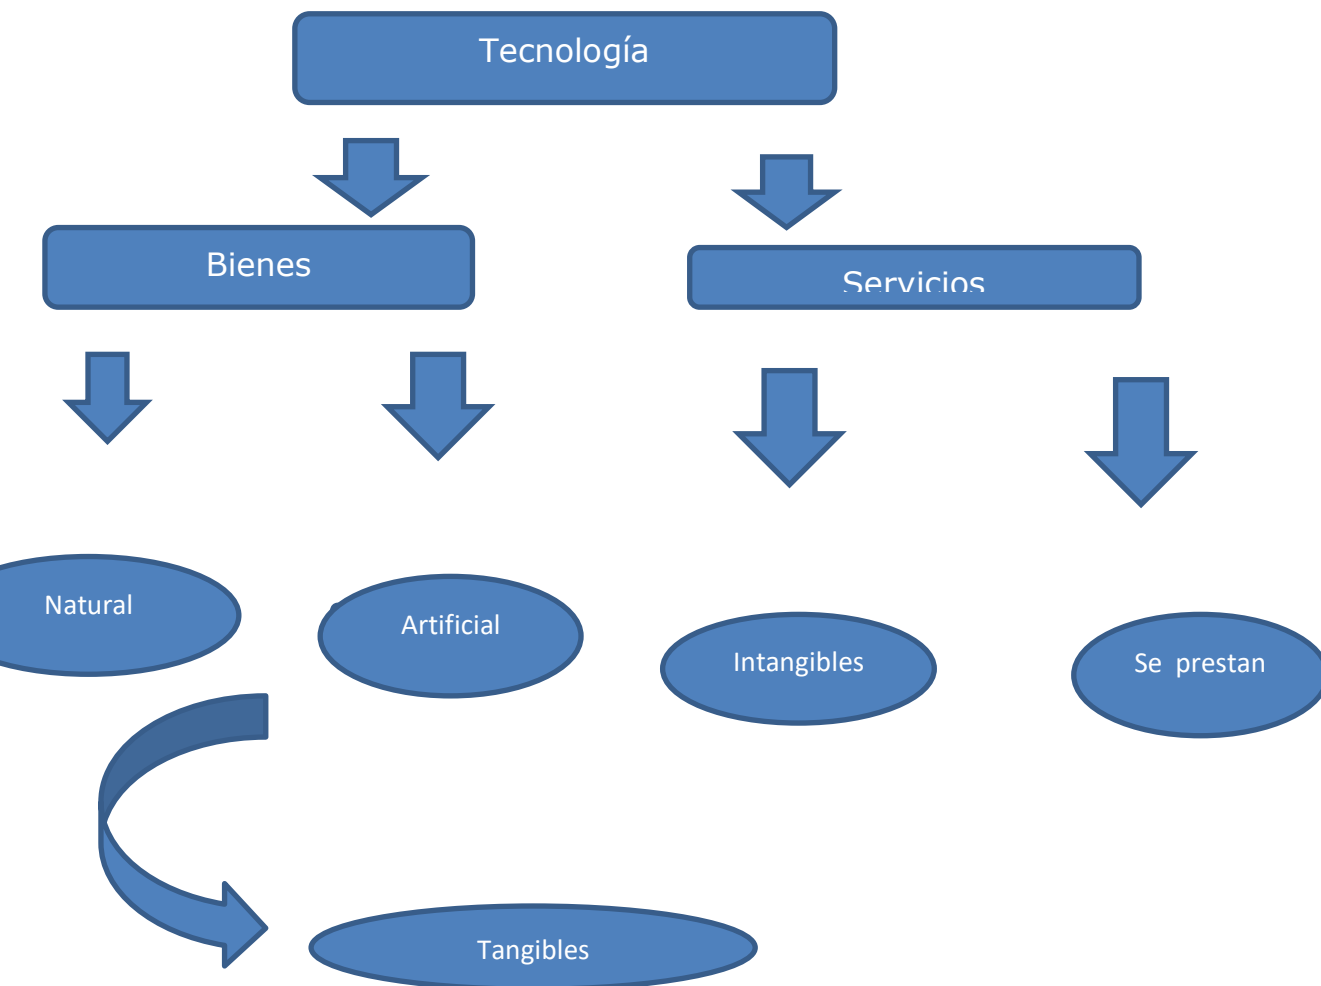 Tecnología
Bienes
Servicios
Natural
Artificial
Intangibles
Se prestan
Tangibles